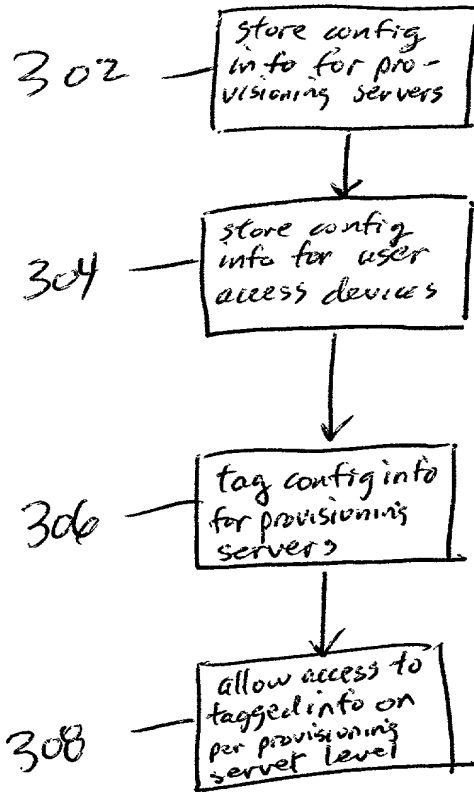 302
store config
info for pro-
visioning servers
304
store config
info for user
access devices
306
tag config info
for provisioning
servers
308
allow access to
tagged info on
per provisioning
server level